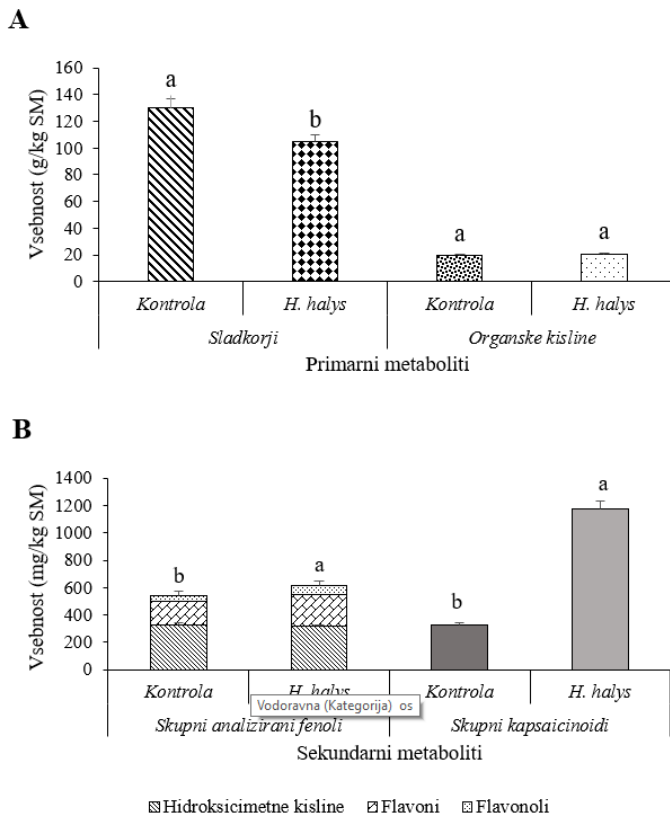 A
160
140
120
100
80
60
40
20
0
Vsebnost (g/kg SM)
a
b
a
a
Kontrola H. halys Kontrola H. halys
Sladkorji Organske kisline
Primarni metaboliti
B
1400
1200
1000
800
600
400
200
0
Vsebnost (mg/kg SM)
b
a
b
a
Kontrola H. halys Kontrola H. halys
Vodoravna (Kategorija) os
Skupni analizirani fenoli Skupni kapsaicinoidi
Sekundarni metaboliti
Hidroksicimetne kisline Flavoni Flavonoli